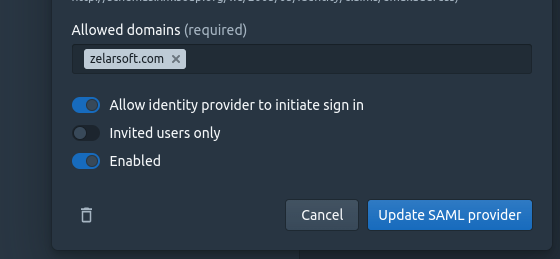 Allowed domains (required)
zelarsoft.com ×
Allow identity provider to initiate sign in
Invited users only
Enabled
Cancel
Update SAML provider